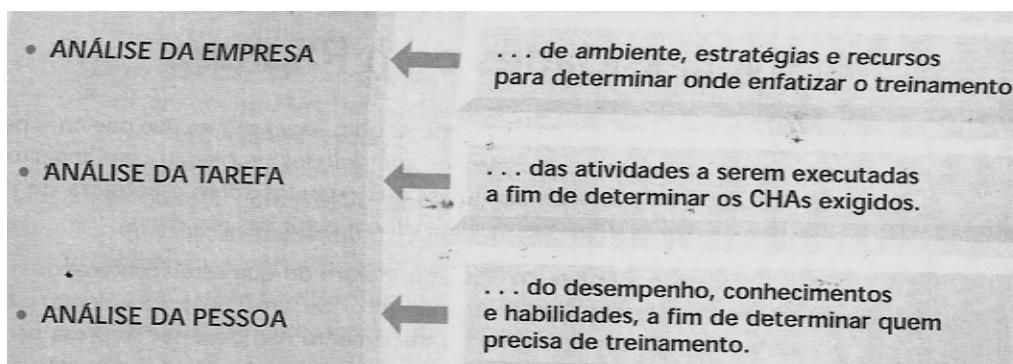 • ANÁLISE DA EMPRESA
. . . de ambiente, estratégias e recursos
para determinar onde enfatizar o treinamento
• ANÁLISE DA TAREFA
. . . das atividades a serem executadas
a fim de determinar os CHAs exigidos.
• ANÁLISE DA PESSOA
. . . do desempenho, conhecimentos
e habilidades, a fim de determinar quem
precisa de treinamento.